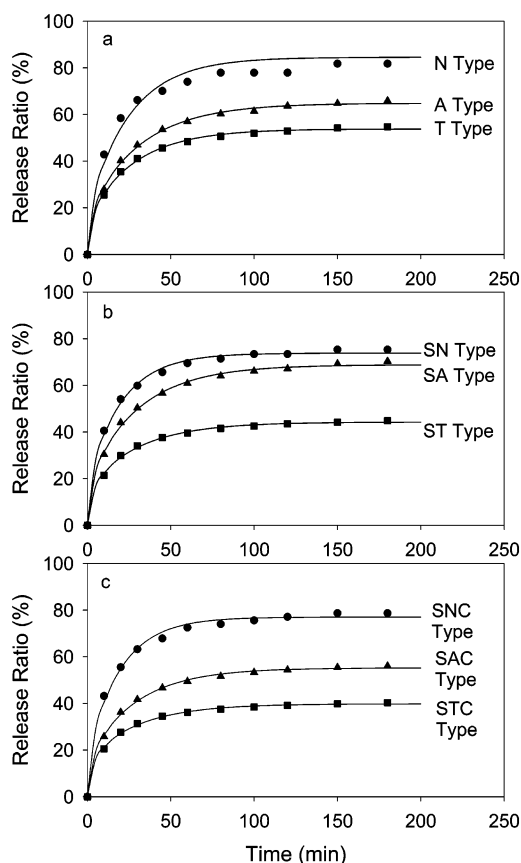 100
a
80
N Type
60
A Type
T Type
40
20
0
0 50 100 150 200 250
Release Ratio (%)
100
b
80
SN Type
SA Type
60
40
ST Type
20
0
0 50 100 150 200 250
Release Ratio (%)
100
c
80
SNC
Type
60
SAC
Type
40
STC
Type
20
0
0 50 100 150 200 250
Release Ratio (%)
Time (min)